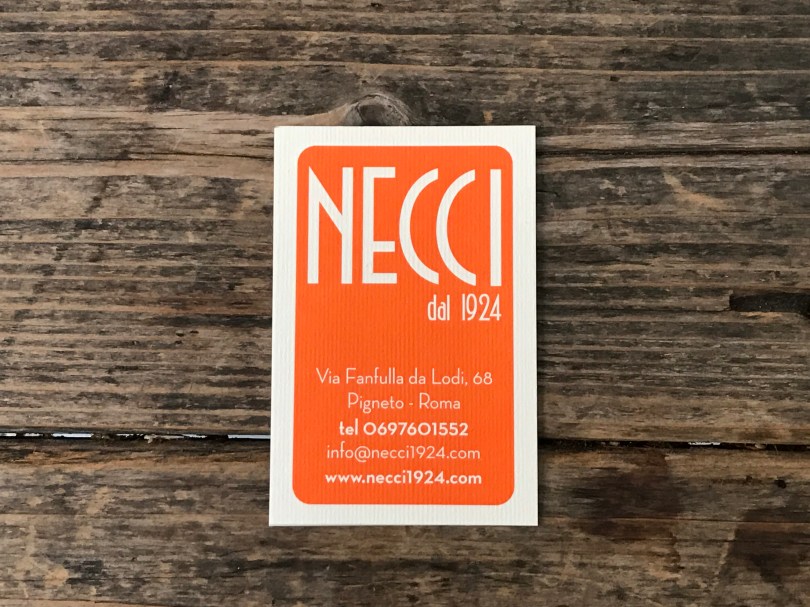 NECCI
dal 1924
Via Fanfulla da Lodi, 68
Pigneto - Roma
tel 0697601552
info@necci1924.com
www.necci1924.com